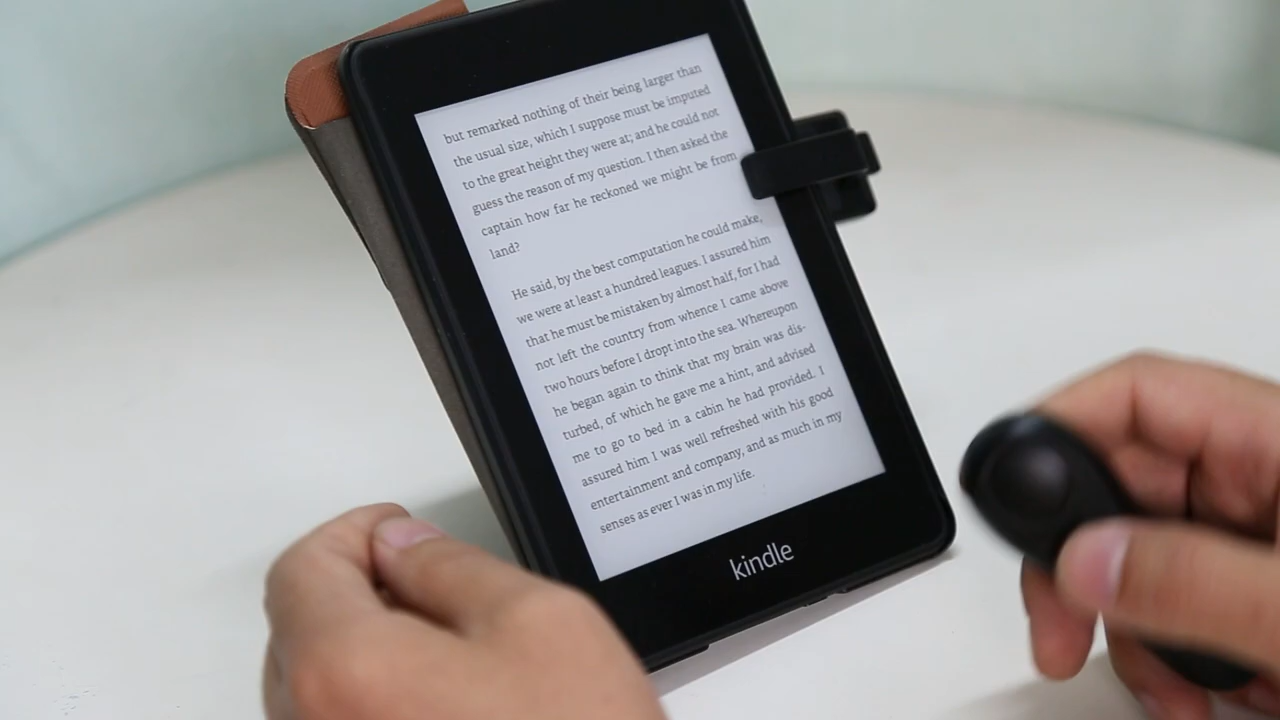 but remarked nothing of their being larger than
the usual size, which I suppose must be imputed
to the great height they were at; and he could not
guess the reason of my question. I then asked the
captain how far he reckoned we might be from
land?
He said, by the best computation he could make,
we were at least a hundred leagues. I assured him
that he must be mistaken by almost half, for I had
not left the country from whence I came above
two hours before I dropt into the sea. Whereupon
he began again to think that my brain was dis-
turbed, of which he gave me a hint, and advised
me to go to bed in a cabin he had provided. I
assured him I was well refreshed with his good
entertainment and company, and as much in my
senses as ever I was in my life.
kindle